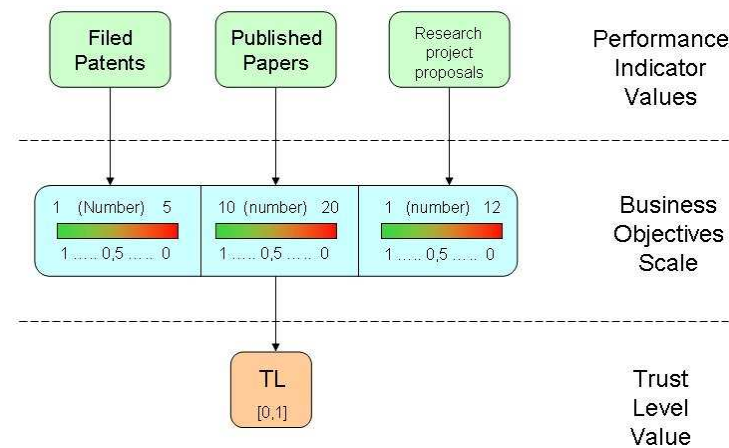 Filed
Patents
Published
Papers
Research
project
proposals
Performance
Indicator
Values
1 (Number) 5
10 (number) 20
1 (number) 12
1 ..... 0,5 ..... 0
1 ..... 0,5 ..... 0
1 ..... 0,5 ..... 0
Business
Objectives
Scale
TL
[0,1]
Trust
Level
Value